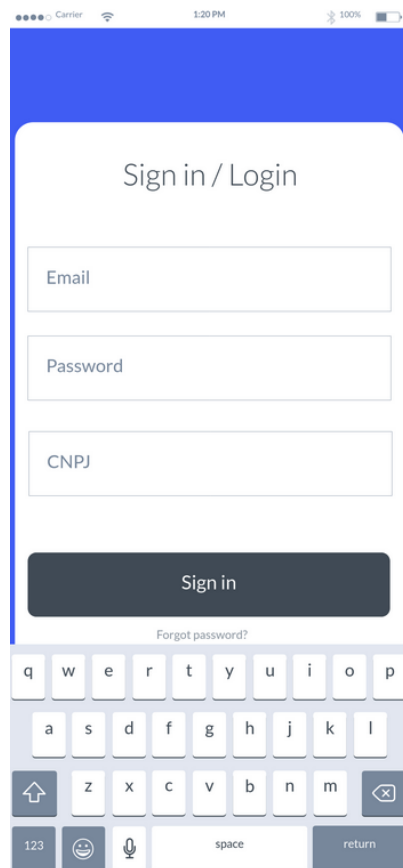 Carrier 1:20 PM 100%
Sign in / Login
Email
Password
CNPJ
Sign in
Forgot password?
q w e r t y u i o p
a s d f g h j k l
z x c v b n m
123 space return